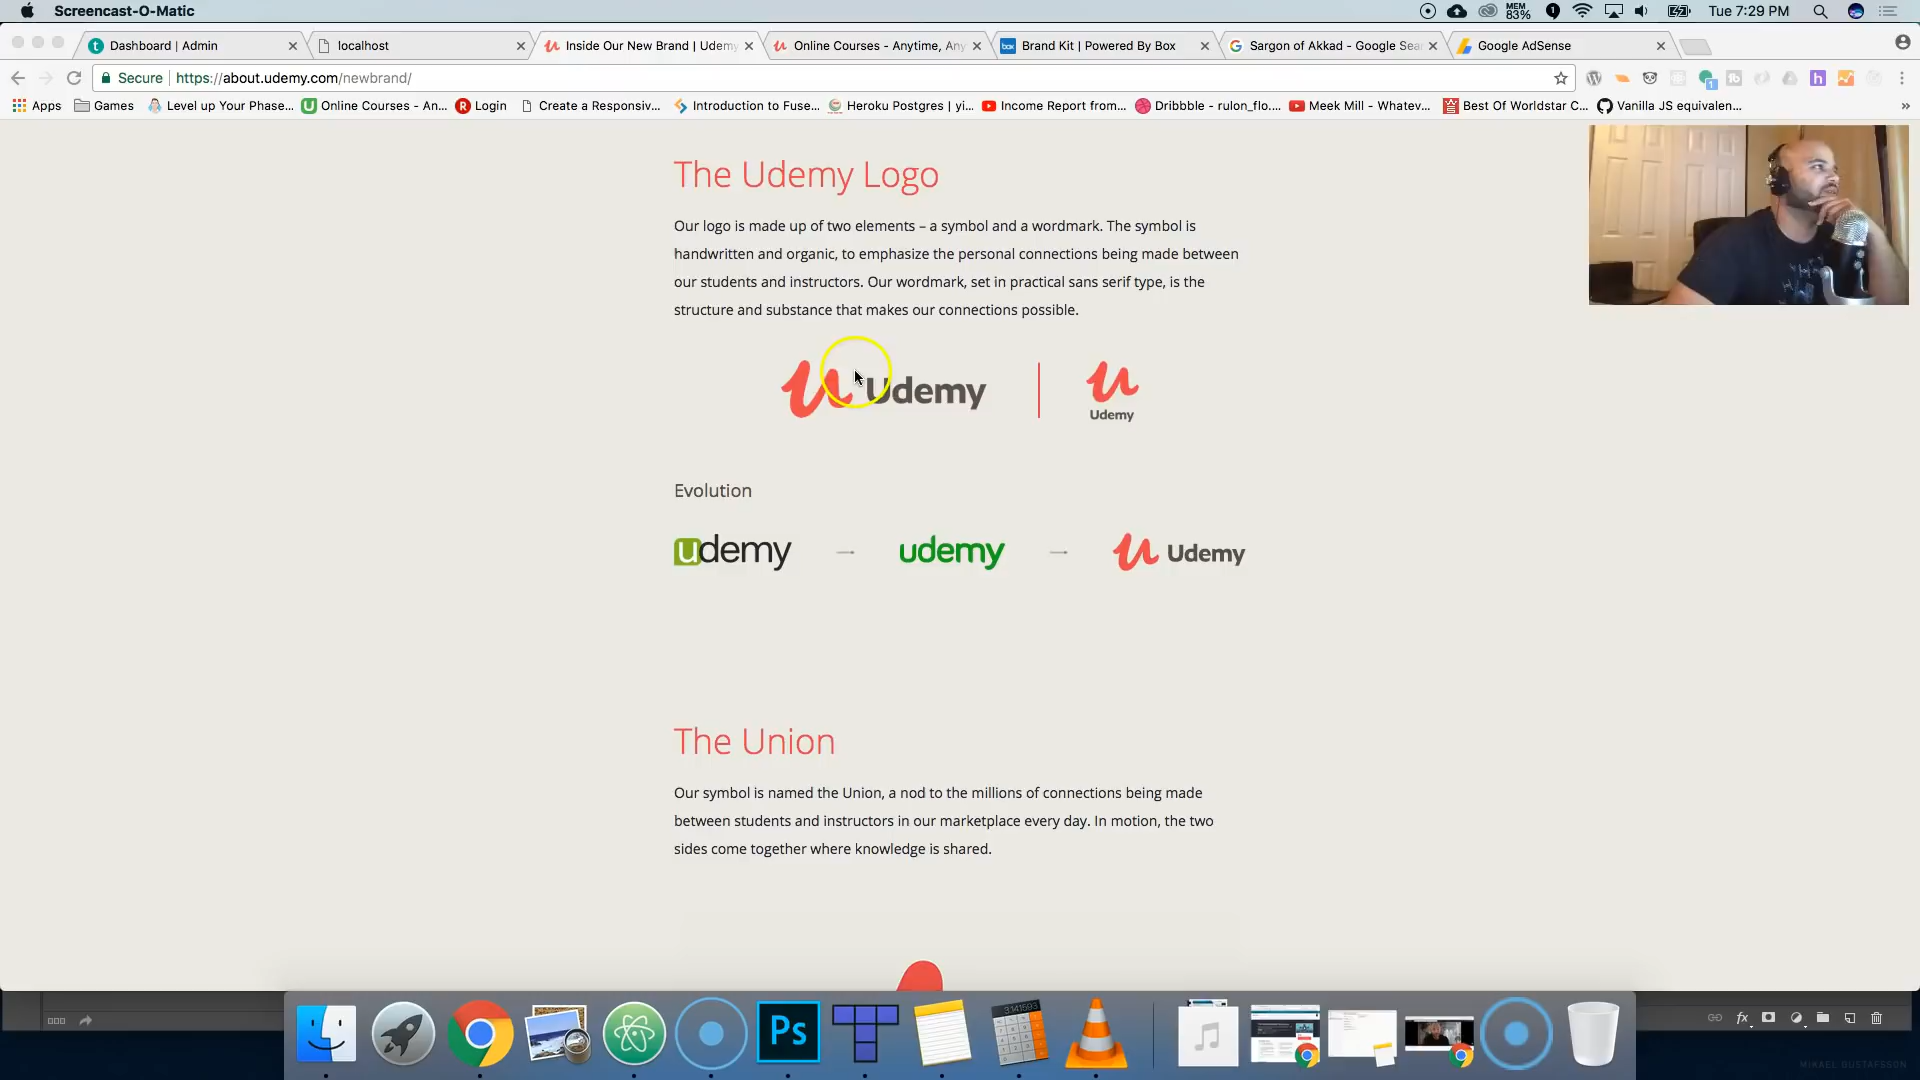 Screencast-O-Matic
MEM
83%
Tue 7:29 PM
Dashboard | Admin
localhost
Inside Our New Brand | Udemy
Online Courses - Anytime, Any
Brand Kit | Powered By Box
Sargon of Akkad - Google Sea
Google AdSense
Secure
https://about.udemy.com/newbrand/
Apps
Games
Level up Your Phase...
Online Courses - An...
Login
Create a Responsiv...
Introduction to Fuse...
Heroku Postgres | yi...
Income Report from...
Dribbble - rulon_flo....
Meek Mill - Whatev...
Best Of Worldstar C...
Vanilla JS equivalen...
»
The Udemy Logo
Our logo is made up of two elements – a symbol and a wordmark. The symbol is
handwritten and organic, to emphasize the personal connections being made between
our students and instructors. Our wordmark, set in practical sans serif type, is the
structure and substance that makes our connections possible.
u Udemy
u
Udemy
Evolution
udemy
udemy
u Udemy
The Union
Our symbol is named the Union, a nod to the millions of connections being made
between students and instructors in our marketplace every day. In motion, the two
sides come together where knowledge is shared.
Ps
fx
MIKAEL GUSTAFSSON